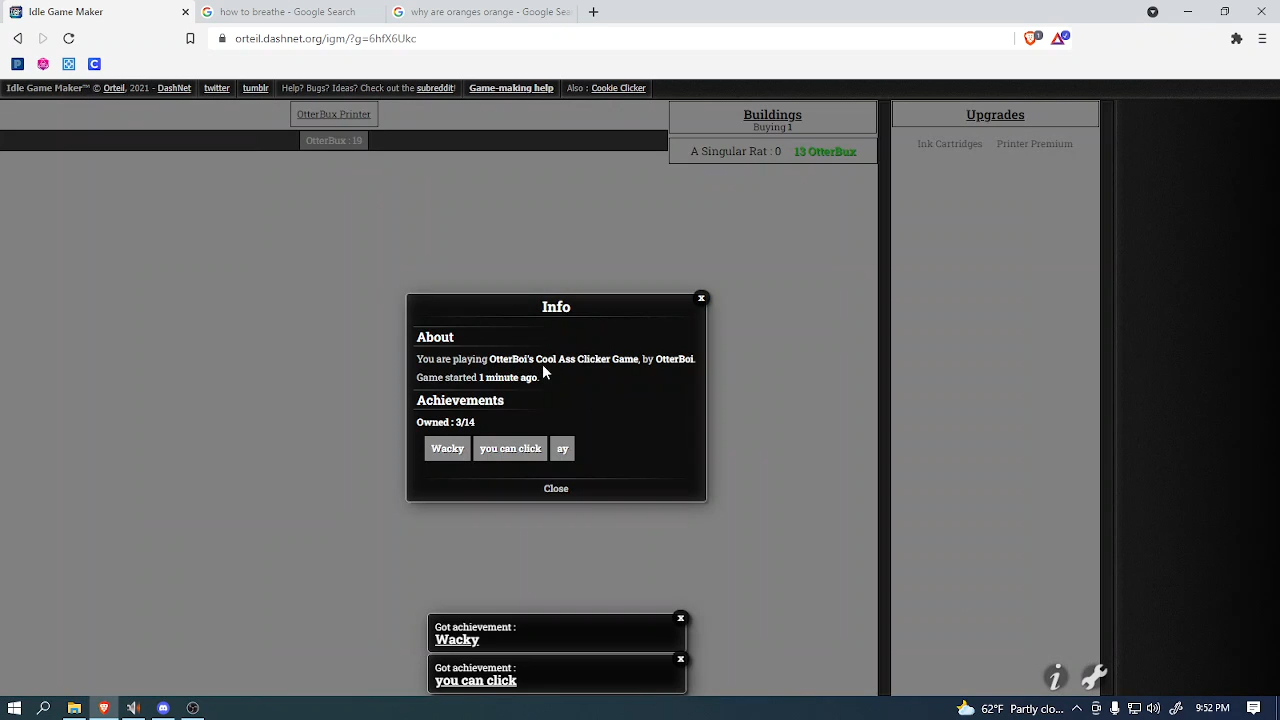 Idle Game Maker
how to breathe - Google Search
why are oranges orange - Google Sea
orteil.dashnet.org/igm/?g=6hfX6Ukc
Idle Game Maker™ © Orteil, 2021 - DashNet
twitter
tumblr
Help? Bugs? Ideas? Check out the subreddit!
Game-making help
Also : Cookie Clicker
OtterBux Printer
OtterBux : 19
Buildings
Buying 1
A Singular Rat : 0 13 OtterBux
Upgrades
Ink Cartridges Printer Premium
Info
About
You are playing OtterBoi's Cool Ass Clicker Game, by OtterBoi.
Game started 1 minute ago.
Achievements
Owned : 3/14
Wacky you can click ay
Close
Got achievement :
Wacky
Got achievement :
you can click
62°F Partly clo...
9:52 PM